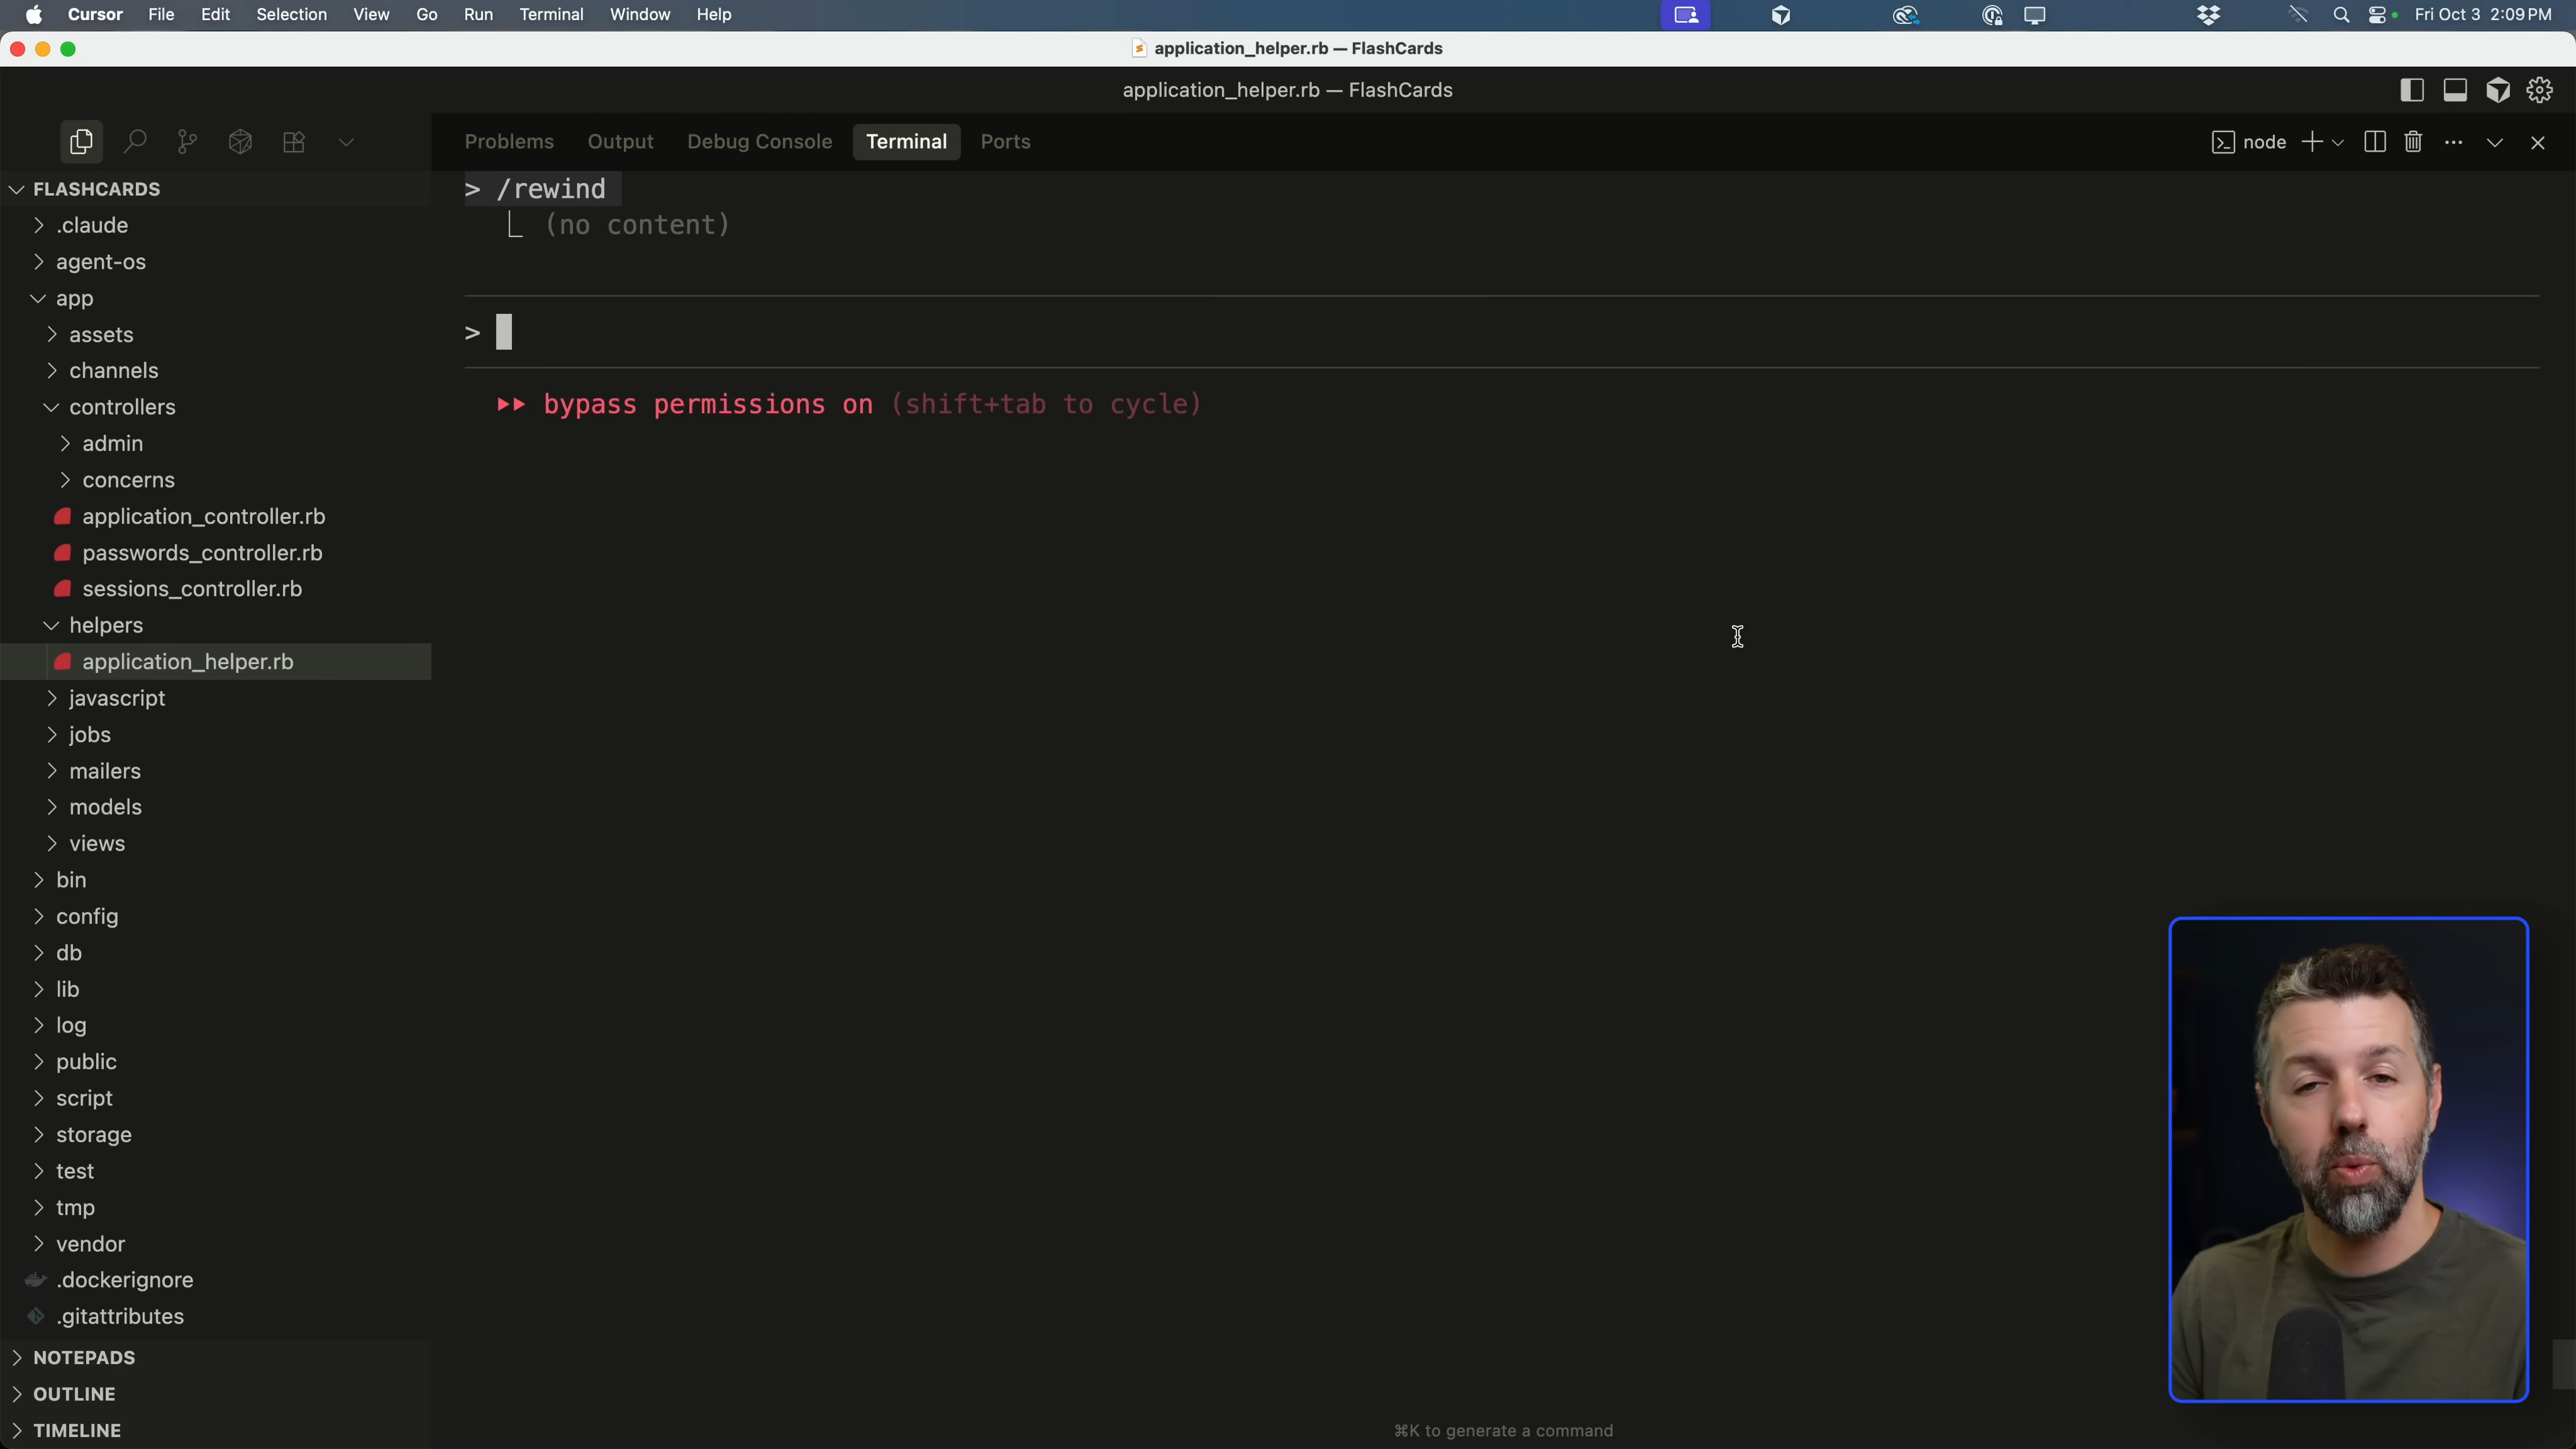 Cursor File Edit Selection View Go Run Terminal Window Help Fri Oct 3 2:09 PM
application_helper.rb — FlashCards
application_helper.rb — FlashCards
Problems Output Debug Console Terminal Ports node
FLASHCARDS
.claude
agent-os
app
assets
channels
controllers
admin
concerns
application_controller.rb
passwords_controller.rb
sessions_controller.rb
helpers
application_helper.rb
javascript
jobs
mailers
models
views
bin
config
db
lib
log
public
script
storage
test
tmp
vendor
.dockerignore
.gitattributes
NOTEPADS
OUTLINE
TIMELINE
> /rewind
(no content)
>
bypass permissions on (shift+tab to cycle)
⌘K to generate a command